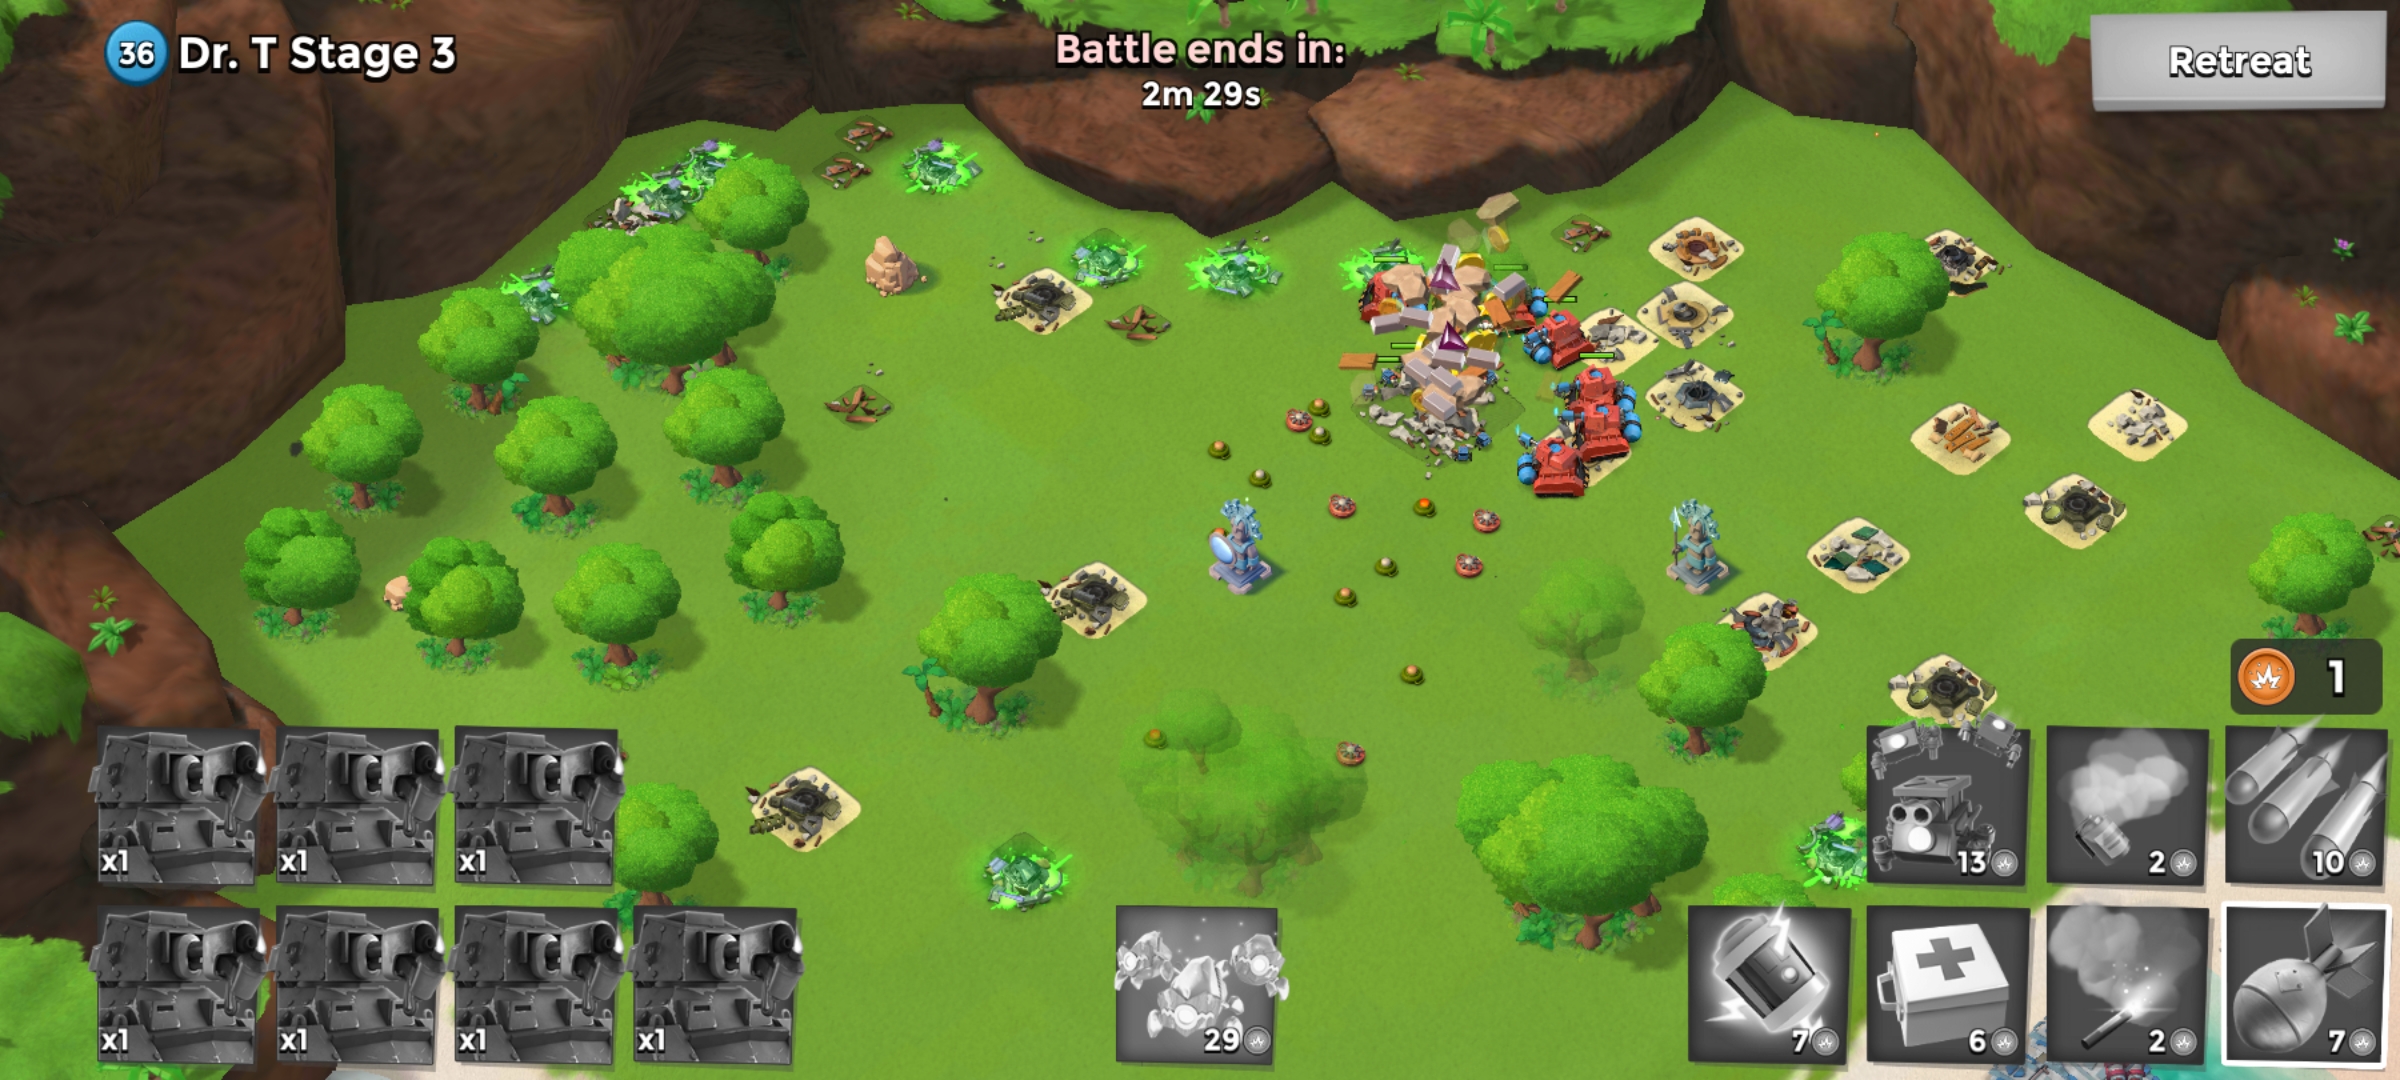 36 Dr. T Stage 3
Battle ends in:
2m 29s
Retreat
1
13
2
10
x1
x1
x1
x1
x1
x1
x1
29
7
6
2
7